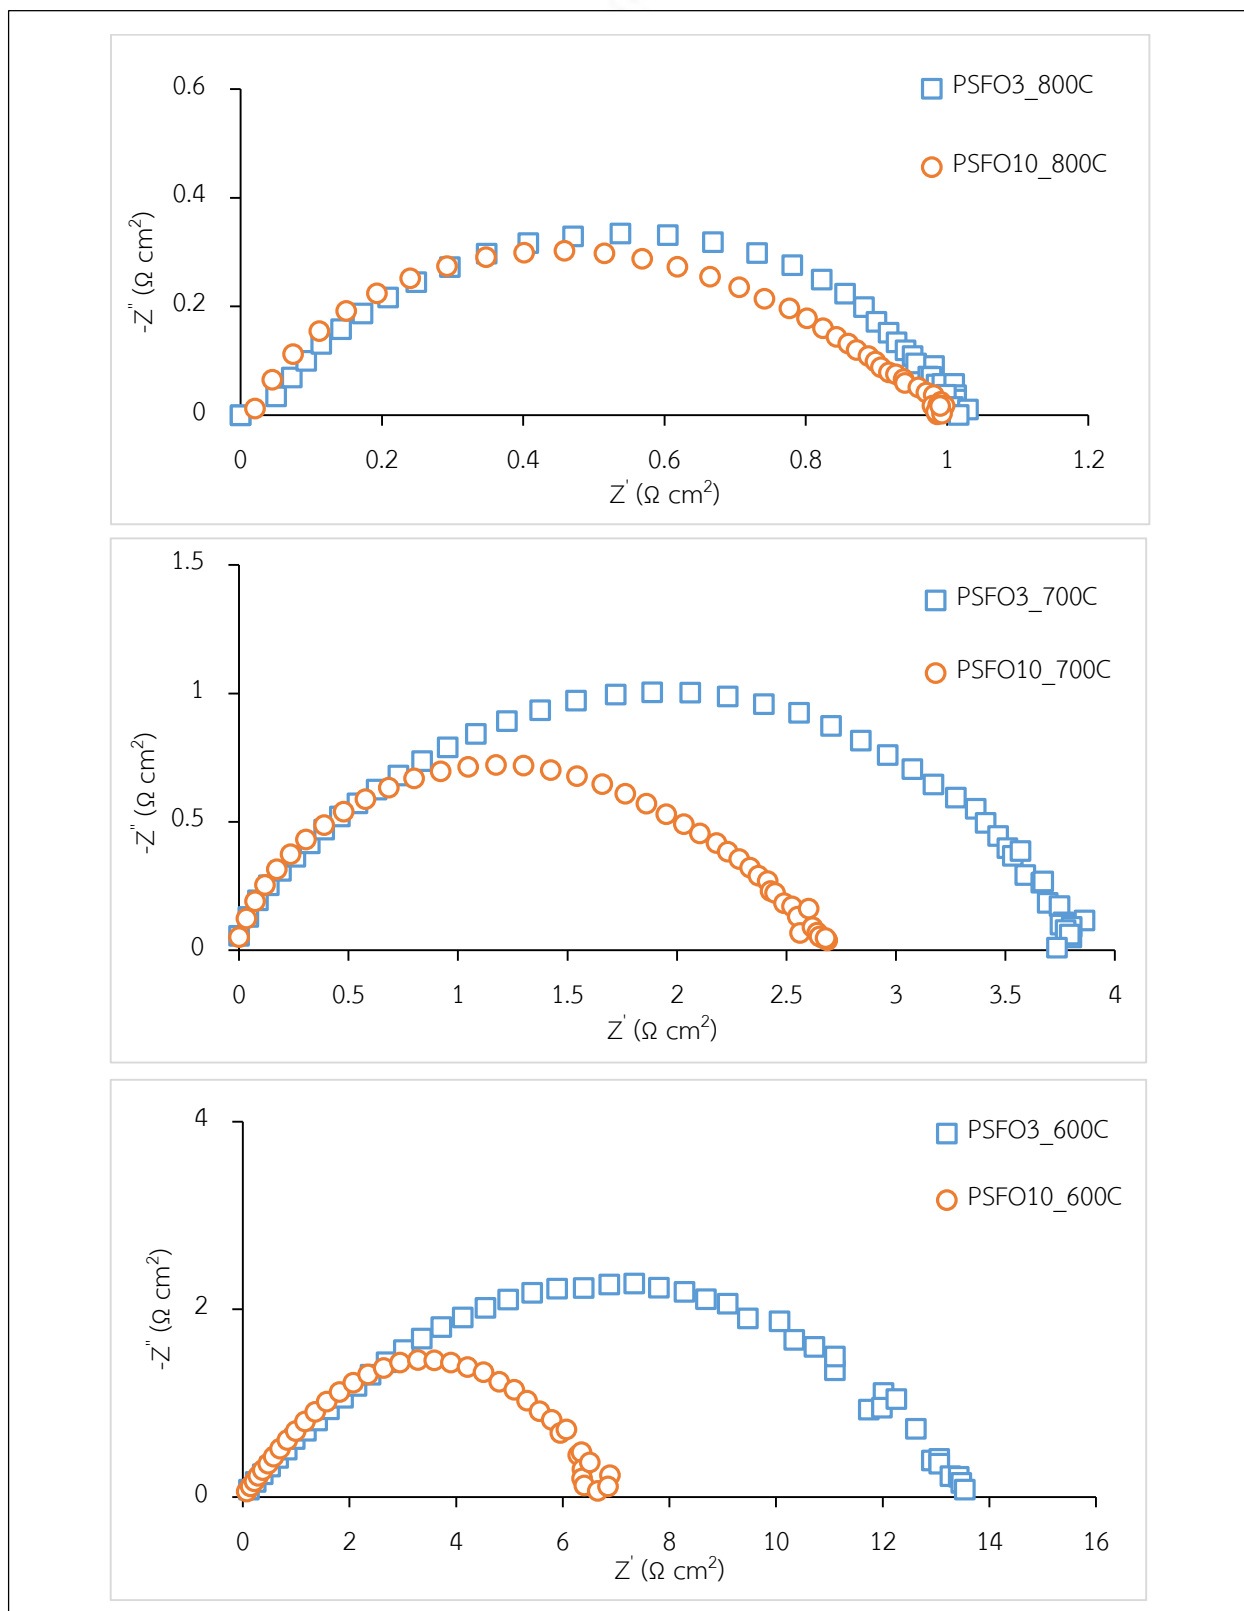 0.6
0.4
0.2
0
-Z" (Ω cm²)
PSFO3_800C
PSFO10_800C
0 0.2 0.4 0.6 0.8 1 1.2
Z' (Ω cm²)
1.5
1
0.5
0
-Z" (Ω cm²)
PSFO3_700C
PSFO10_700C
0 0.5 1 1.5 2 2.5 3 3.5 4
Z' (Ω cm²)
4
2
0
-Z" (Ω cm²)
PSFO3_600C
PSFO10_600C
0 2 4 6 8 10 12 14 16
Z' (Ω cm²)